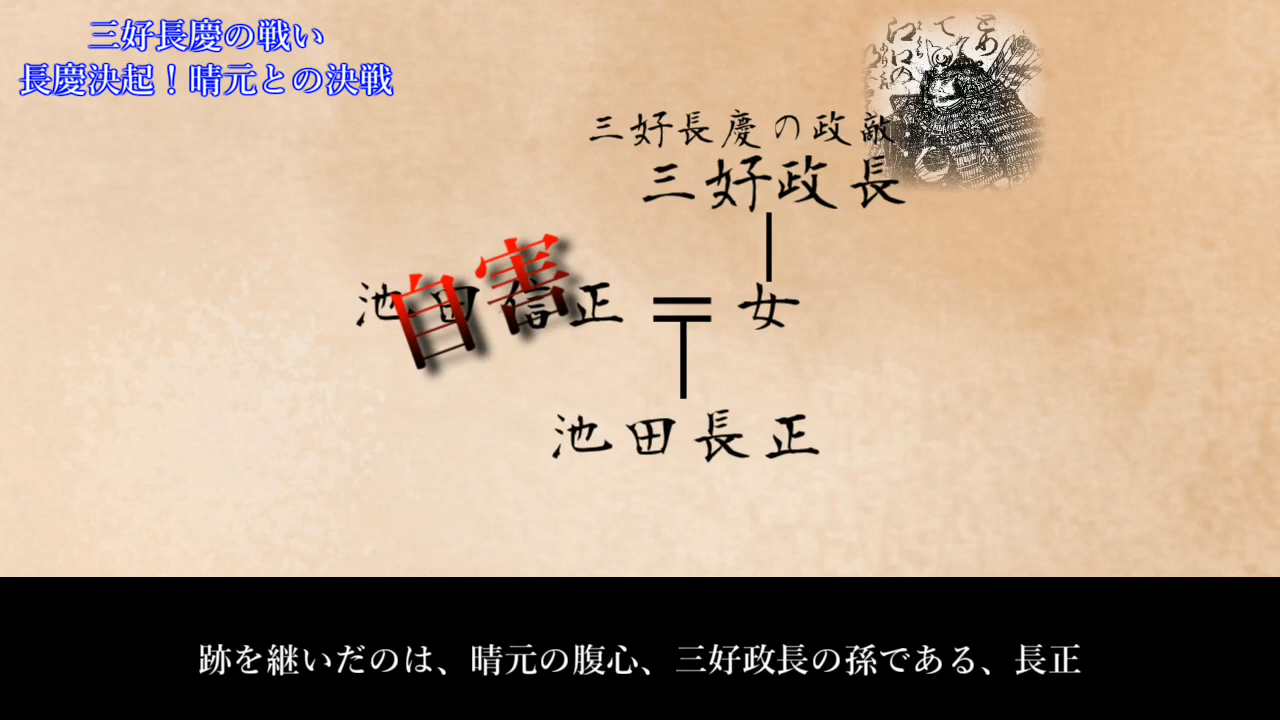 三好長慶の戦い
長慶決起！晴元との決戦
三好長慶の政敵
三好政長
池田信正
自害
女
池田長正
跡を継いだのは、晴元の腹心、三好政長の孫である、長正